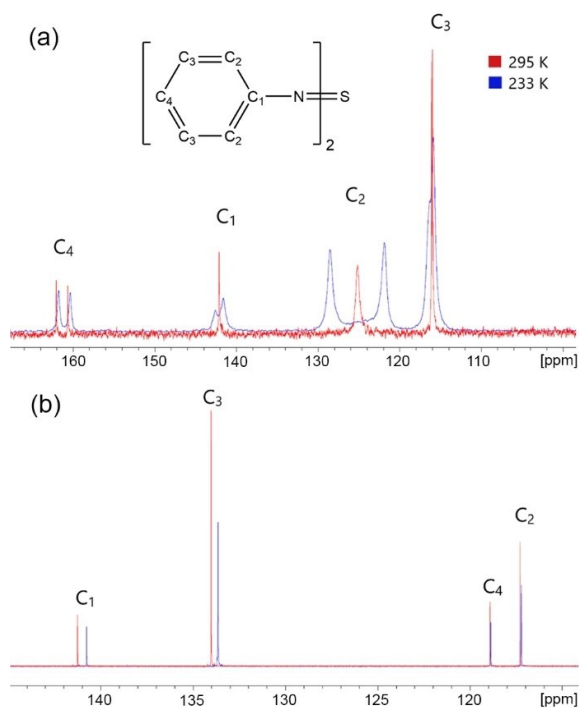 (a)
C₃
295 K
233 K
C₃
C₂
C₄
C₁
N
S
C₃
C₂
2
C₁
C₂
C₄
160
150
140
130
120
110
[ppm]
(b)
C₃
C₂
C₁
C₄
140
135
130
125
120
[ppm]